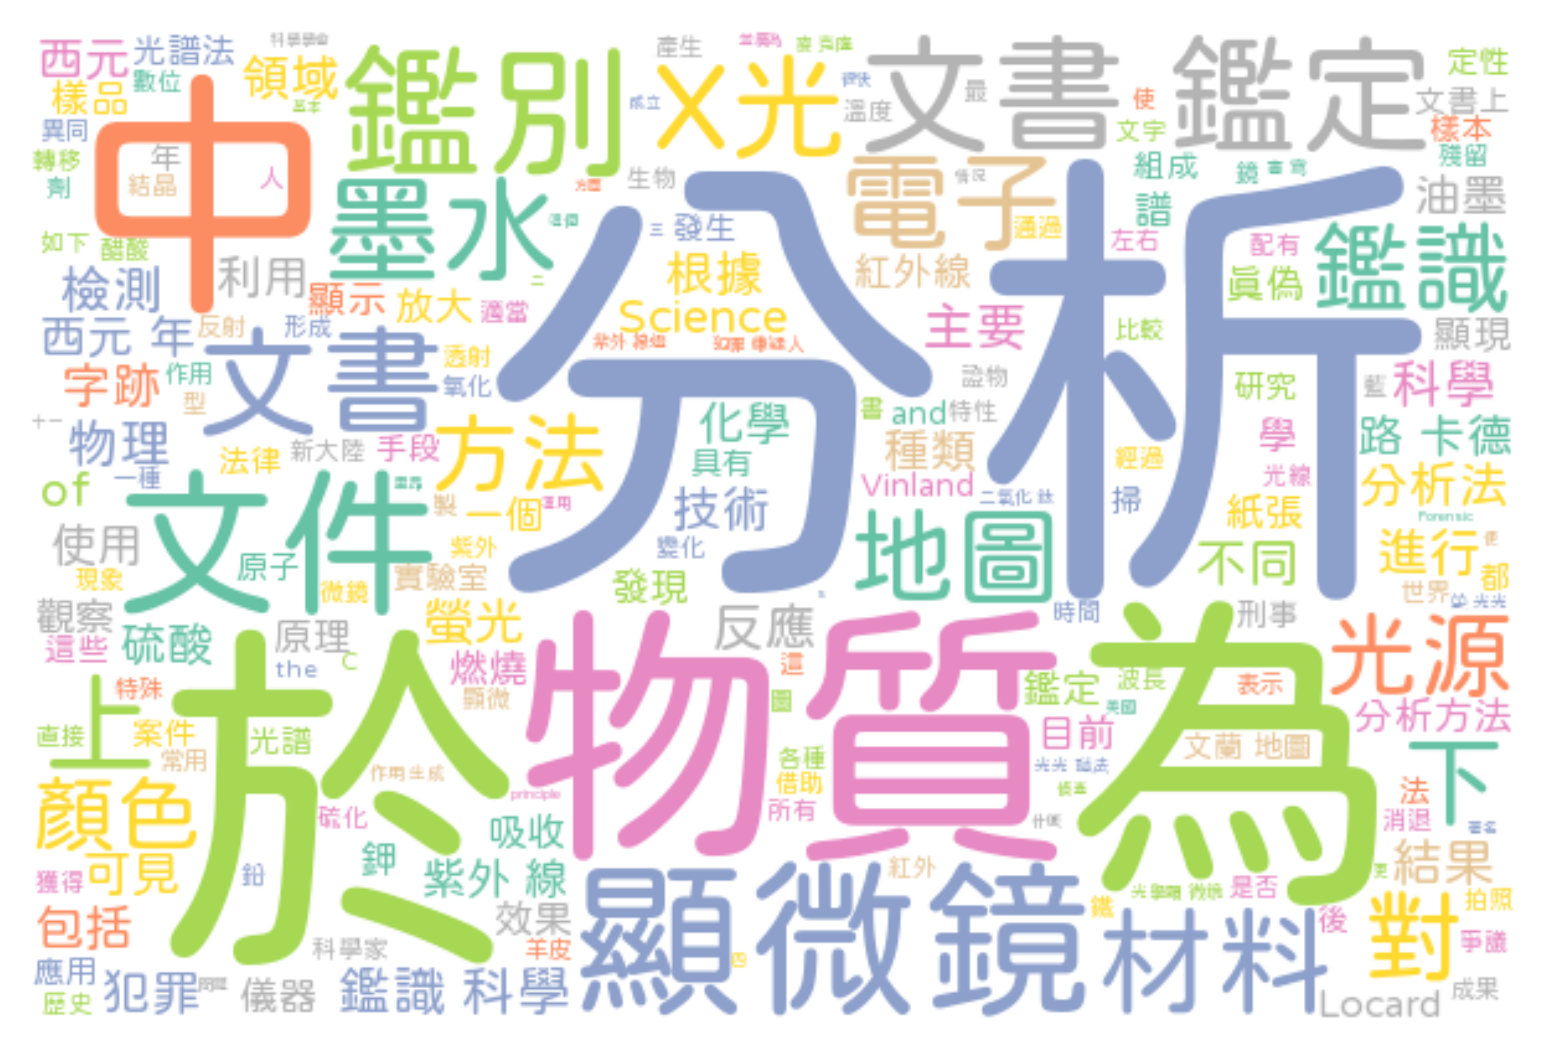 西元
光譜法
數位
樣品
領域
鑑別
產生
X光
溫度
文書 鑑定
最
使
文字
定性
文書上
樣本
殘留
異同
轉移
劑
年
結晶
人
中
墨水
生物
成立
電子
情況
通過
組成
譜
鏡
書寫
油墨
左右
配有
真偽
鑑識
如下
醋酸
檢測
利用
顯示
放大
適當
三
發生
根據
Science
紅外線
主要
比較
顯現
分析
西元 年
反射
形成
文書
透射
氧化
字跡
作用
型
證物
研究
藍
科學
物理
法律
新大陸
手段
方法
化學
具有
書
and
特性
種類
學
路 卡德
一種
of
文件
製
一個
技術
Vinland
二氧化 鈦
掃
經過
光線
分析法
紙張
Forensic
使用
原子
現象
微鏡
紫外
實驗室
變化
地圖
不同
進行
都
世界
觀察
這些
硫酸
原理
the
C
螢光
發現
反應
時間
刑事
燃燒
顯微
這
圖
物質
鑑定
波長
美國
為
表示
光源
特殊
上
直接
案件
常用
光譜
於
作用 生成
principle
各種
借助
所有
目前
文蘭 地圖
分析方法
下
法
消退
顏色
硫化
吸收
可見
獲得
鉛
鉀
紫外 線
紅外
是否
結果
包括
效果
科學家
羊皮
四
顯微鏡
鐵
材料
後
對
拍照
爭議
應用
歷史
犯罪
儀器
鑑識 科學
Locard
成果